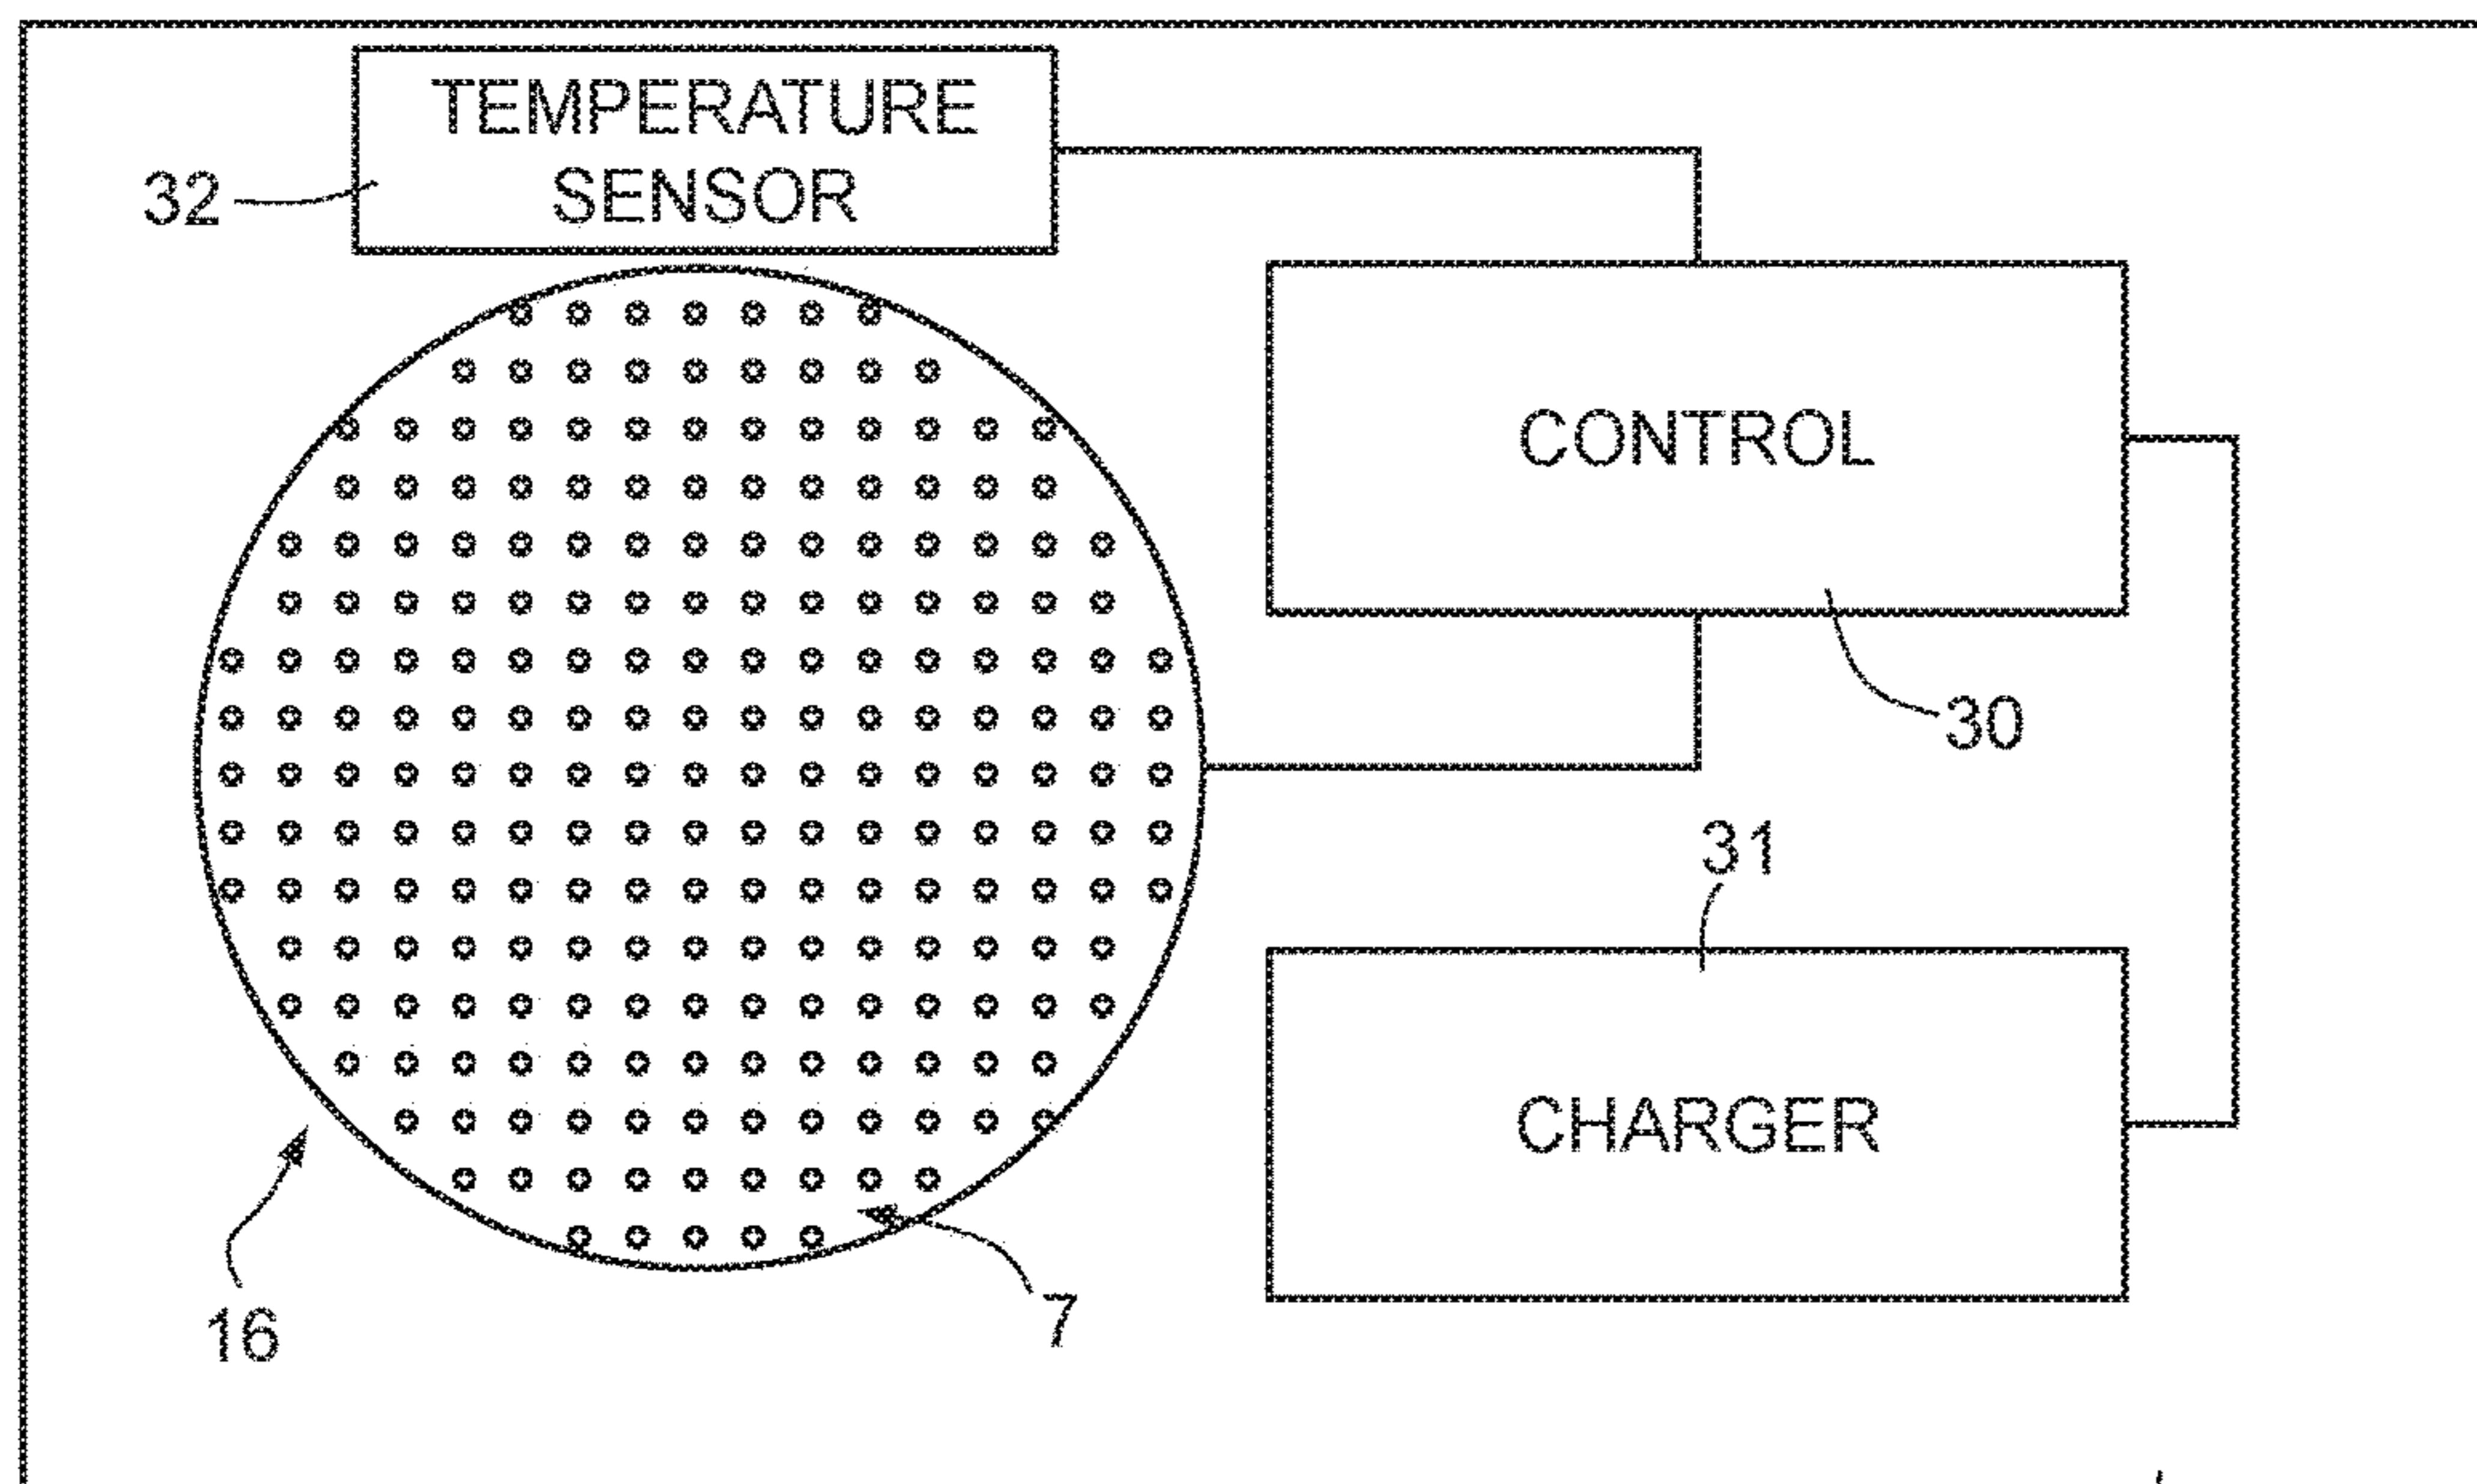 TEMPERATURE
SENSOR
32
CONTROL
30
31
CHARGER
16
7